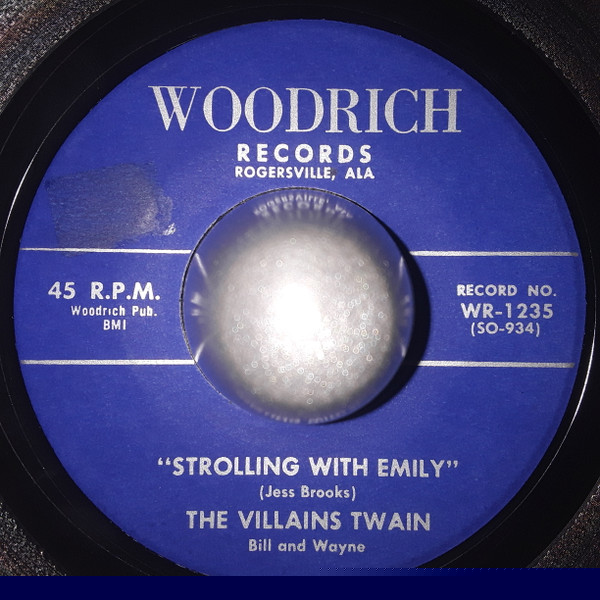 WOODRICH
RECORDS
ROGERSVILLE, ALA
45 R.P.M.
Woodrich Pub.
BMI
RECORD NO.
WR-1235
(SO-934)
“STROLLING WITH EMILY”
(Jess Brooks)
THE VILLAINS TWAIN
Bill and Wayne